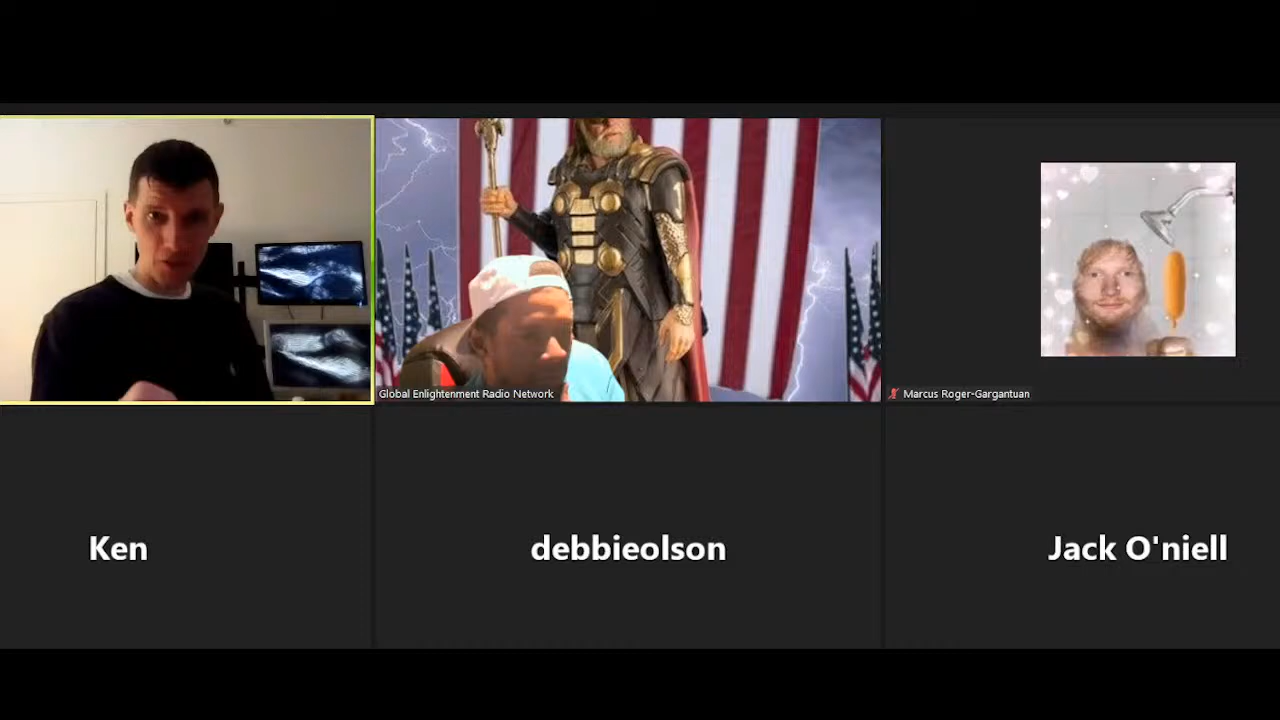 Global Enlightenment Radio Network
Marcus Roger-Gargantuan
Ken
debbieolson
Jack O'niell